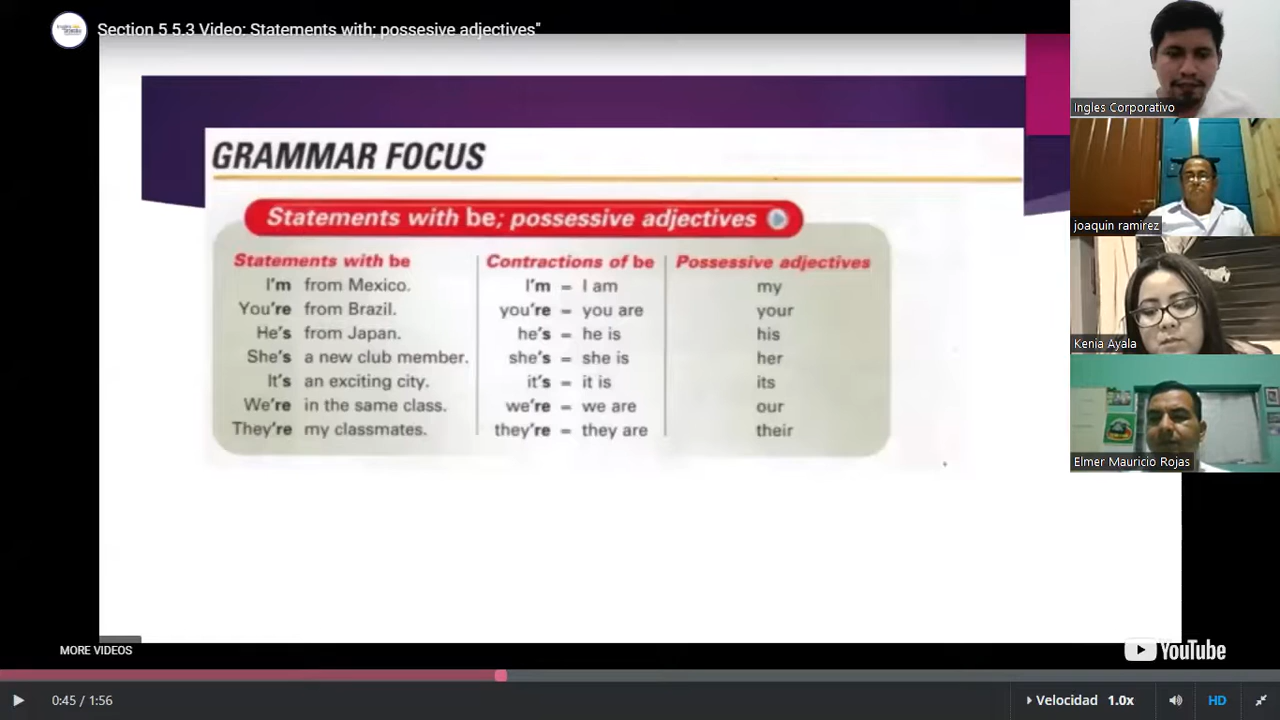 Section 5 5.3 Video: Statements with; possesive adjectives"
GRAMMAR FOCUS
Statements with be; possessive adjectives
Statements with be Contractions of be Possessive adjectives
I'm from Mexico. I'm = I am my
You're from Brazil. you're = you are your
He's from Japan. he's = he is his
She's a new club member. she's = she is her
It's an exciting city. it's = it is its
We're in the same class. we're = we are our
They're my classmates. they're = they are their
Ingles Corporativo
joaquin ramirez
Kenia Ayala
Elmer Mauricio Rojas
MORE VIDEOS
YouTube
0:45 / 1:56
Velocidad 1.0x
HD